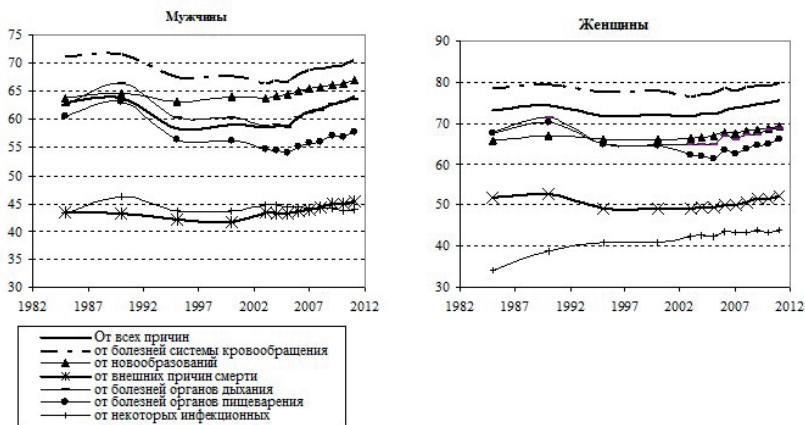 Мужчины
75
70
65
60
55
50
45
40
35
30
1982 1987 1992 1997 2002 2007 2012
Женщины
90
80
70
60
50
40
30
1982 1987 1992 1997 2002 2007 2012
От всех причин
от болезней системы кровообращения
от новообразований
от внешних причин смерти
от болезней органов дыхания
от болезней органов пищеварения
от некоторых инфекционных